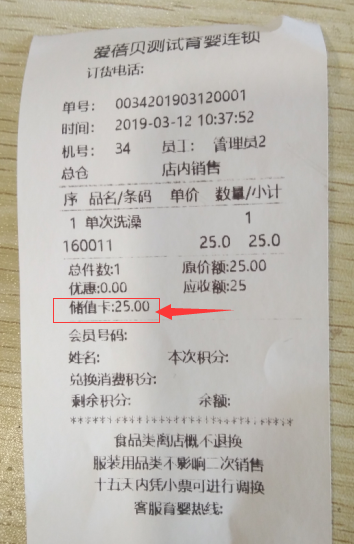 爱蓓贝测试育婴连锁
订货电话:
单号: 0034201903120001
时间: 2019-03-12 10:37:52
机号: 34 员工: 管理员2
总仓 店内销售
序 品名/条码 单价 数量/小计
1 单次洗澡 1
160011 25.0 25.0
总件数:1 原价额:25.00
优惠:0.00 应收额:25
储值卡:25.00
会员号码:
姓名: 本次积分:
兑换消费积分:
剩余积分: 余额:
食品类离店概不退换
服装用品类不影响二次销售
十五天内凭小票可进行调换
客服育婴热线: